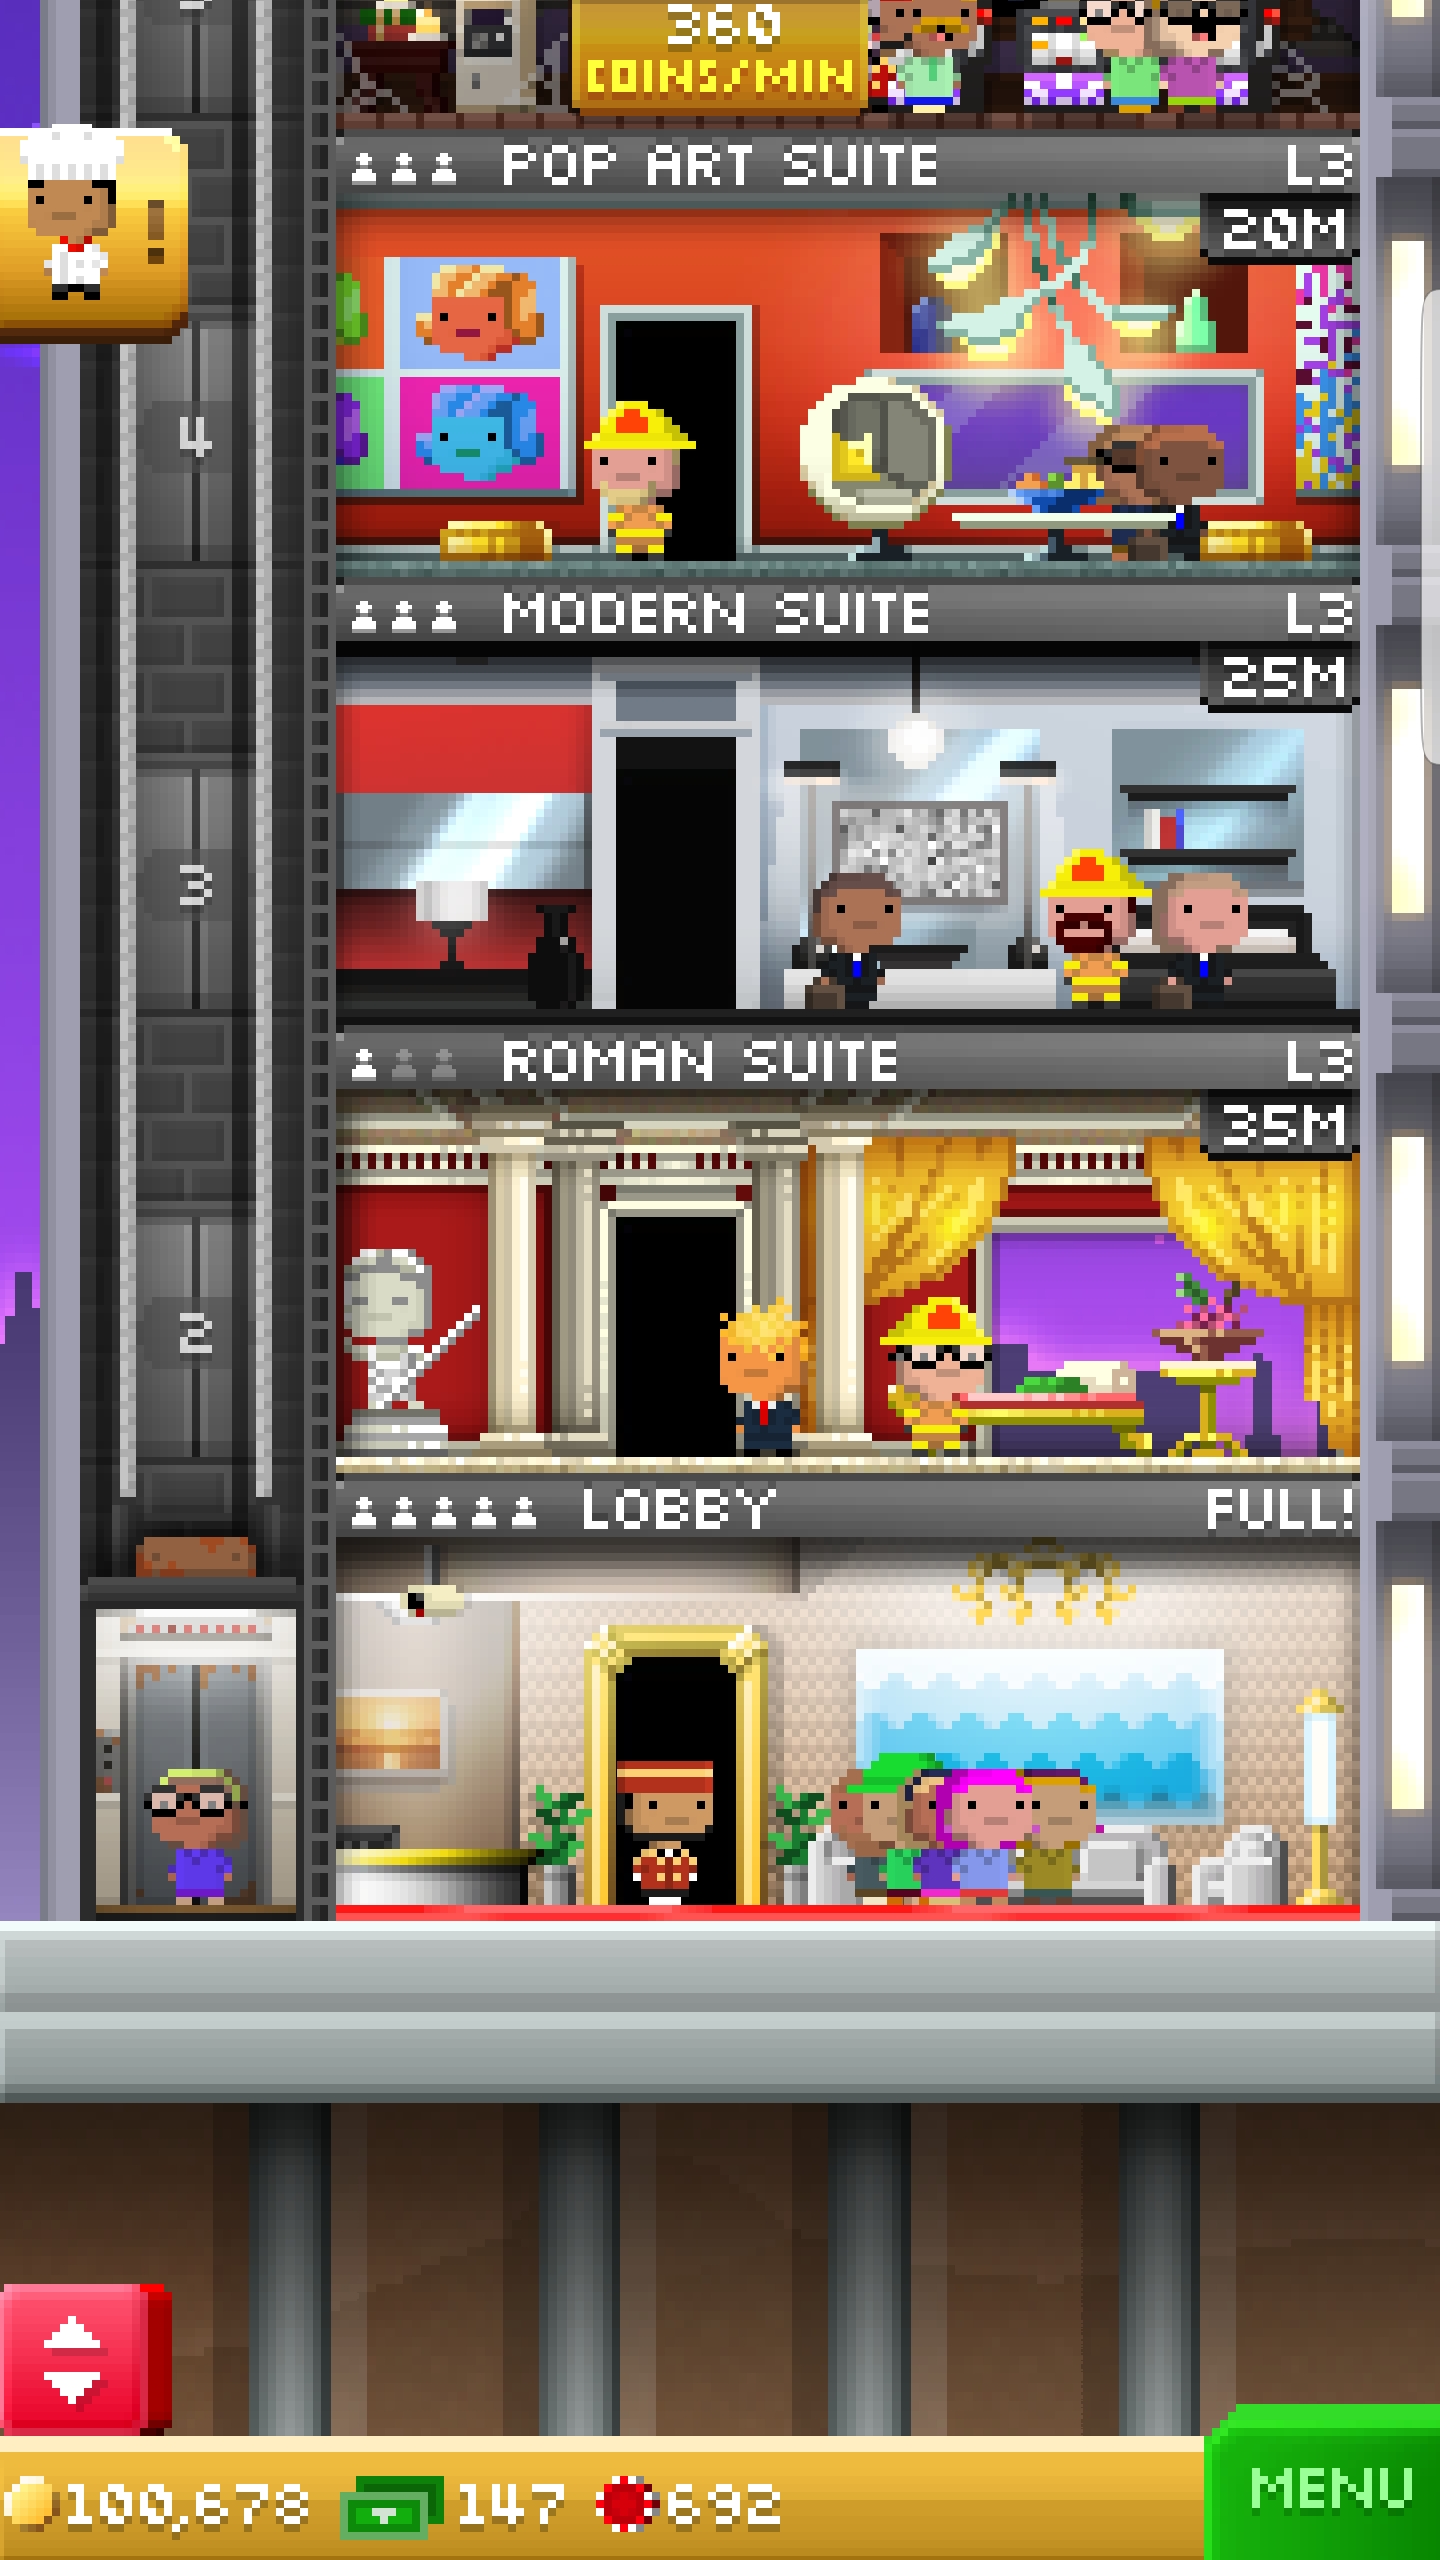 360
COINS/MIN
!
POP ART SUITE L3
20M
4
MODERN SUITE L3
25M
3
ROMAN SUITE L3
35M
2
LOBBY FULL!
100,678 147 692
MENU